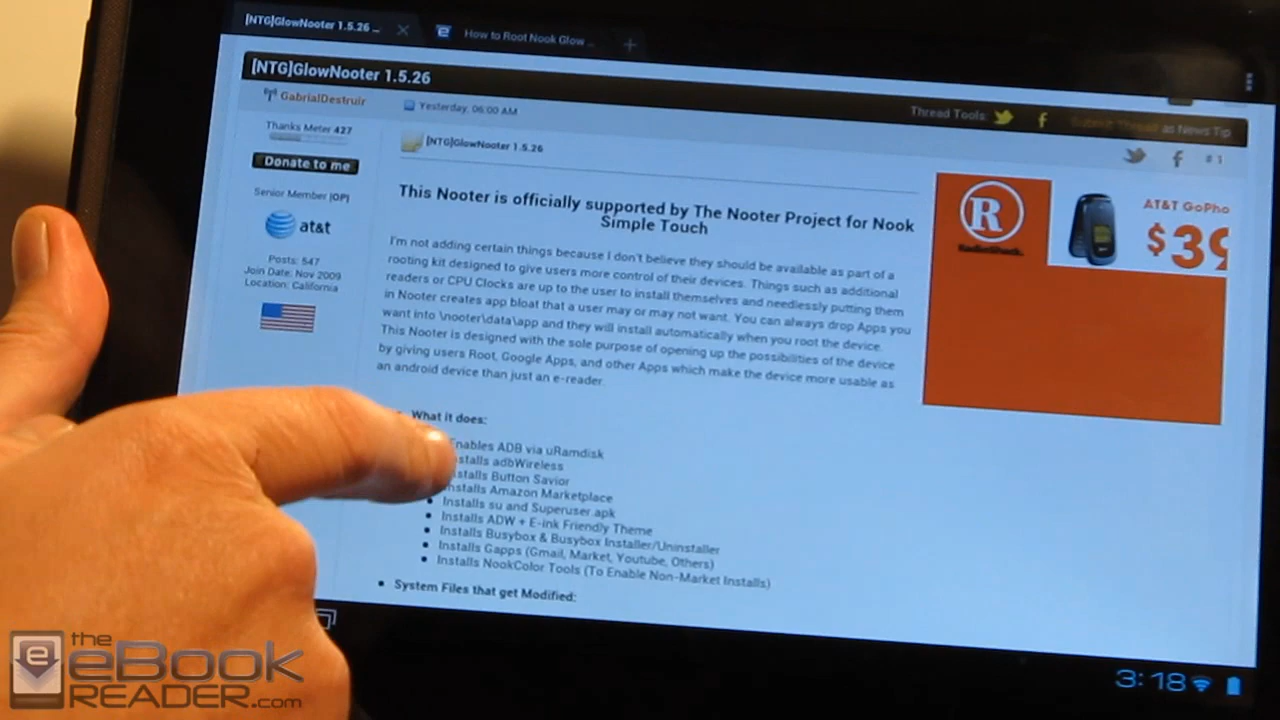 [NTG]GlowNooter 1.5.26 ...
How to Root Nook Glow ...
[NTG]GlowNooter 1.5.26
GabrialDestruir
Yesterday, 06:00 AM
Thread Tools:
Submit Thread as News Tip
Thanks Meter 427
Donate to me
Senior Member |OP|
at&t
Posts: 547
Join Date: Nov 2009
Location: California
[NTG]GlowNooter 1.5.26
# 1
This Nooter is officially supported by The Nooter Project for Nook
Simple Touch
I'm not adding certain things because I don't believe they should be available as part of a
rooting kit designed to give users more control of their devices. Things such as additional
readers or CPU Clocks are up to the user to install themselves and needlessly putting them
in Nooter creates app bloat that a user may or may not want. You can always drop Apps you
want into \nooter\data\app and they will install automatically when you root the device.
This Nooter is designed with the sole purpose of opening up the possibilities of the device
by giving users Root, Google Apps, and other Apps which make the device more usable as
an android device than just an e-reader.
What it does:
Enables ADB via uRamdisk
Installs adbWireless
Installs Button Savior
Installs Amazon Marketplace
Installs su and Superuser.apk
Installs ADW + E-ink Friendly Theme
Installs Busybox & Busybox Installer/Uninstaller
Installs Gapps (Gmail, Market, Youtube, Others)
Installs NookColor Tools (To Enable Non-Market Installs)
System Files that get Modified:
R
RadioShack.
AT&T GoPho
$39
3:18
e
the
eBook
READER.com